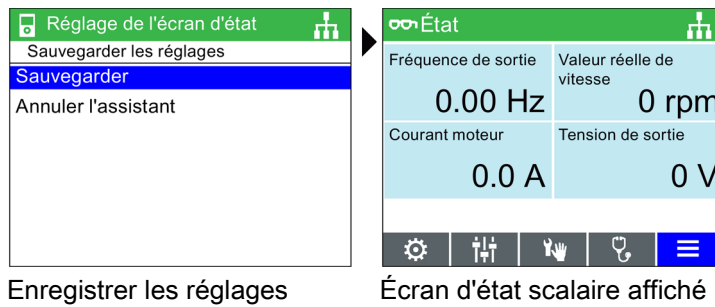 Réglage de l'écran d'état
Sauvegarder les réglages
Sauvegarder
Annuler l'assistant
Enregistrer les réglages
État
Fréquence de sortie
0.00 Hz
Valeur réelle de
vitesse
0 rpm
Courant moteur
0.0 A
Tension de sortie
0 V
Écran d'état scalaire affiché